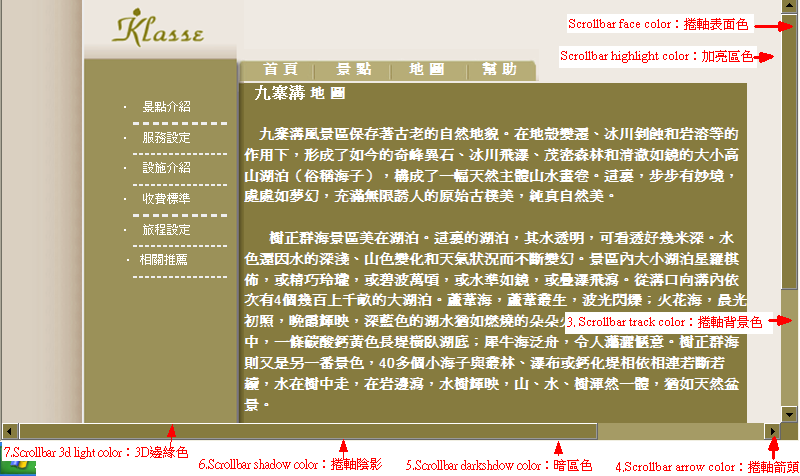 Klasse
Scrollbar face color：捲軸表面色
Scrollbar highlight color：加亮區色
首 頁
景 點
地 圖
幫 助
九寨溝 地 圖
· 景點介紹
· 服務設定
· 設施介紹
· 收費標準
· 旅程設定
· 相關推薦
九寨溝風景區保存著古老的自然地貌。在地殼變遷、冰川剝蝕和岩溶等的
作用下，形成了如今的奇峰異石、冰川飛瀑、茂密森林和清澈如鏡的大小高
山湖泊（俗稱海子），構成了一幅天然主體山水畫卷。這裏，步步有妙境，
處處如夢幻，充滿無限誘人的原始古樸美，純真自然美。
樹正群海景區美在湖泊。這裏的湖泊，其水透明，可看透好幾米深。水
色還因水的深淺、山色變化和天氣狀況而不斷變幻。景區內大小湖泊星羅棋
佈，或精巧玲瓏，或碧波萬頃，或水準如鏡，或疊瀑飛瀉。從溝口向溝內依
次有4個幾百上千畝的大湖泊。蘆葦海，蘆葦叢生，波光閃爍；火花海，晨光
初照，晚霞輝映，深藍色的湖水猶如燃燒的朵朵
3. Scrollbar track color：捲軸背景色
中，一條碳酸鈣黃色長堤橫臥湖底；犀牛海泛舟，令人瀟灑愜意。樹正群海
則又是另一番景色，40多個小海子與叢林、瀑布或鈣化堤相依相連若斷若
續，水在樹中走，在岩邊瀉，水樹輝映，山、水、樹渾然一體，猶如天然盆
景。
7.Scrollbar 3d light color：3D邊緣色
6.Scrollbar shadow color：捲軸陰影
5.Scrollbar darkshdow color：暗區色
4.Scrollbar arrow color：捲軸箭頭